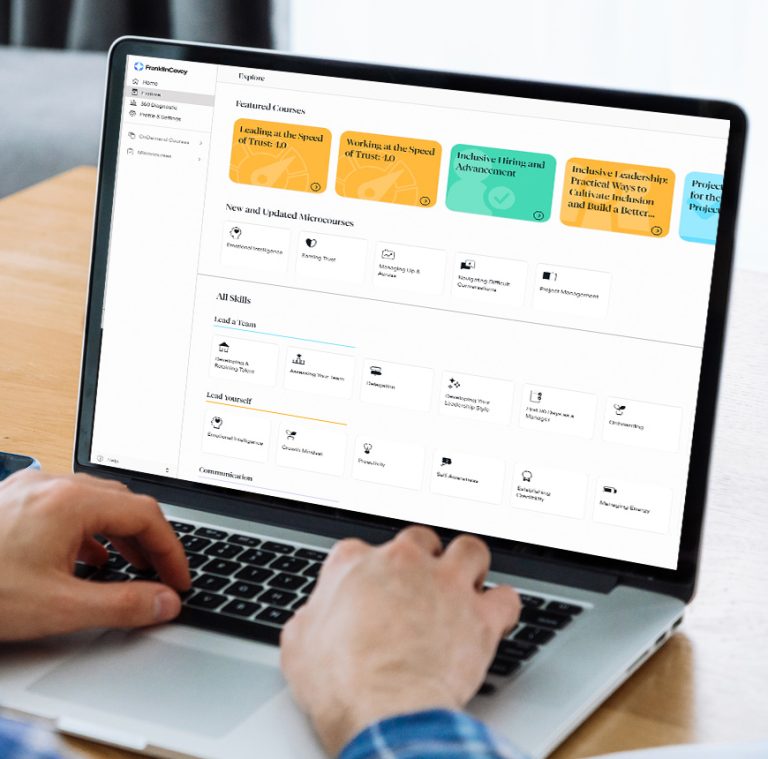 FranklinCovey
Home
Explore
360 Diagnostic
Profile & Settings
OnDemand Courses
Microcourses
Explore
Featured Courses
Leading at the Speed
of Trust: 4.0
Working at the Speed
of Trust: 4.0
Inclusive Hiring and
Advancement
Inclusive Leadership:
Practical Ways to
Cultivate Inclusion
and Build a Better...
Project
for the
Project
New and Updated Microcourses
Emotional Intelligence
Earning Trust
Managing Up &
Across
Navigating Difficult
Conversations
Project Management
All Skills
Lead a Team
Developing &
Retaining Talent
Assessing Your Team
Delegation
Developing Your
Leadership Style
First 90 Days as a
Manager
Onboarding
Lead Yourself
Emotional Intelligence
Growth Mindset
Proactivity
Self-Awareness
Establishing
Credibility
Managing Energy
Communication